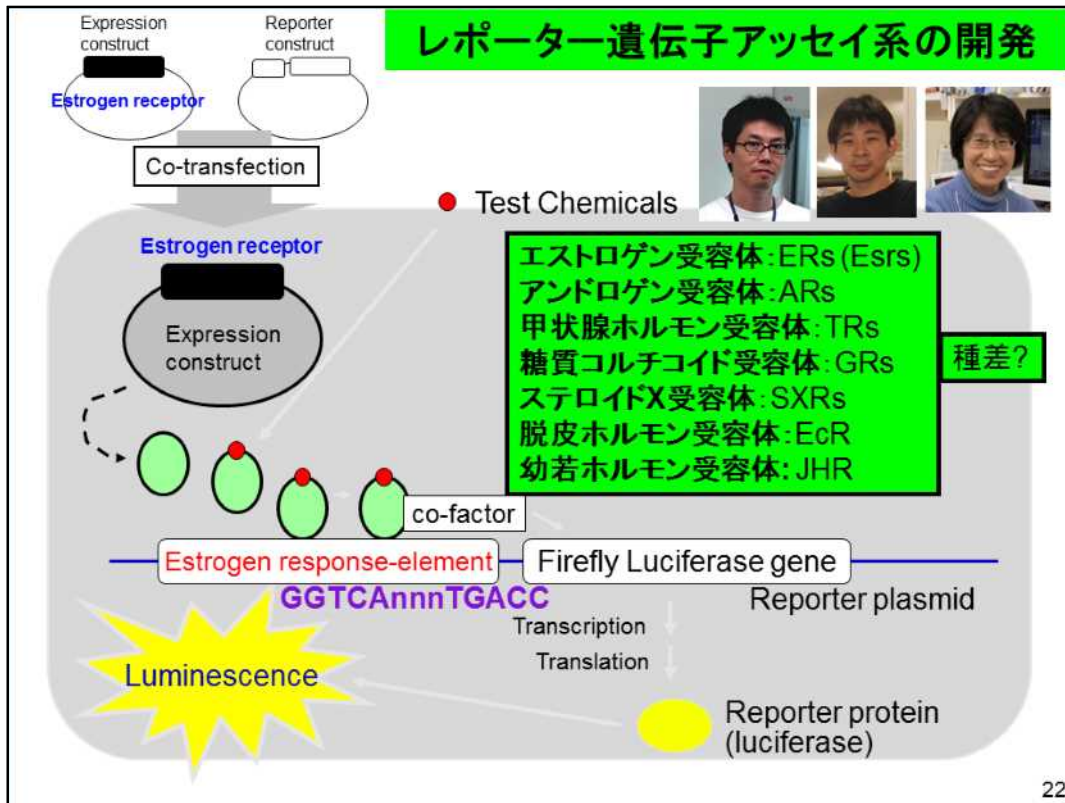 Expression
construct
Reporter
construct
レポーター遺伝子アッセイ系の開発
Estrogen receptor
Co-transfection
Test Chemicals
Estrogen receptor
Expression
construct
エストロゲン受容体:ERs (Esrs)
アンドロゲン受容体:ARs
甲状腺ホルモン受容体:TRs
糖質コルチコイド受容体:GRs
ステロイドX受容体:SXRs
脱皮ホルモン受容体:EcR
幼若ホルモン受容体: JHR
種差?
co-factor
Estrogen response-element
Firefly Luciferase gene
GGTCAnnnTGACC
Reporter plasmid
Transcription
Translation
Luminescence
Reporter protein
(luciferase)
22